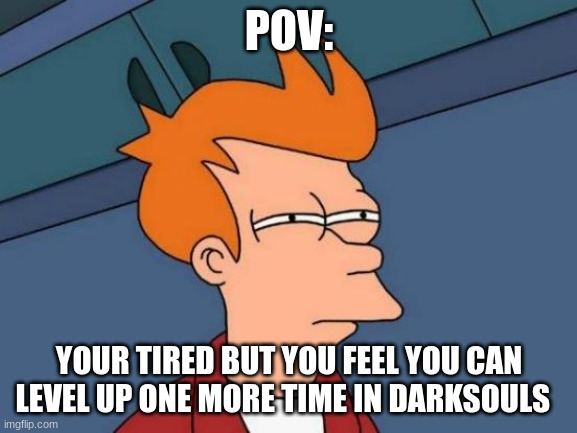 POV:
YOUR TIRED BUT YOU FEEL YOU CAN
LEVEL UP ONE MORE TIME IN DARKSOULS
imgflip.com